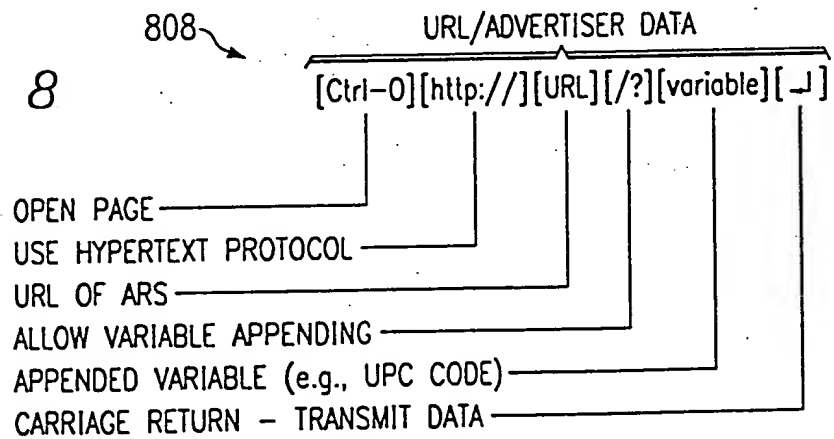 808
URL/ADVERTISER DATA
8
[Ctrl-O][http://][URL][/?][variable][↵]
OPEN PAGE
USE HYPERTEXT PROTOCOL
URL OF ARS
ALLOW VARIABLE APPENDING
APPENDED VARIABLE (e.g., UPC CODE)
CARRIAGE RETURN - TRANSMIT DATA